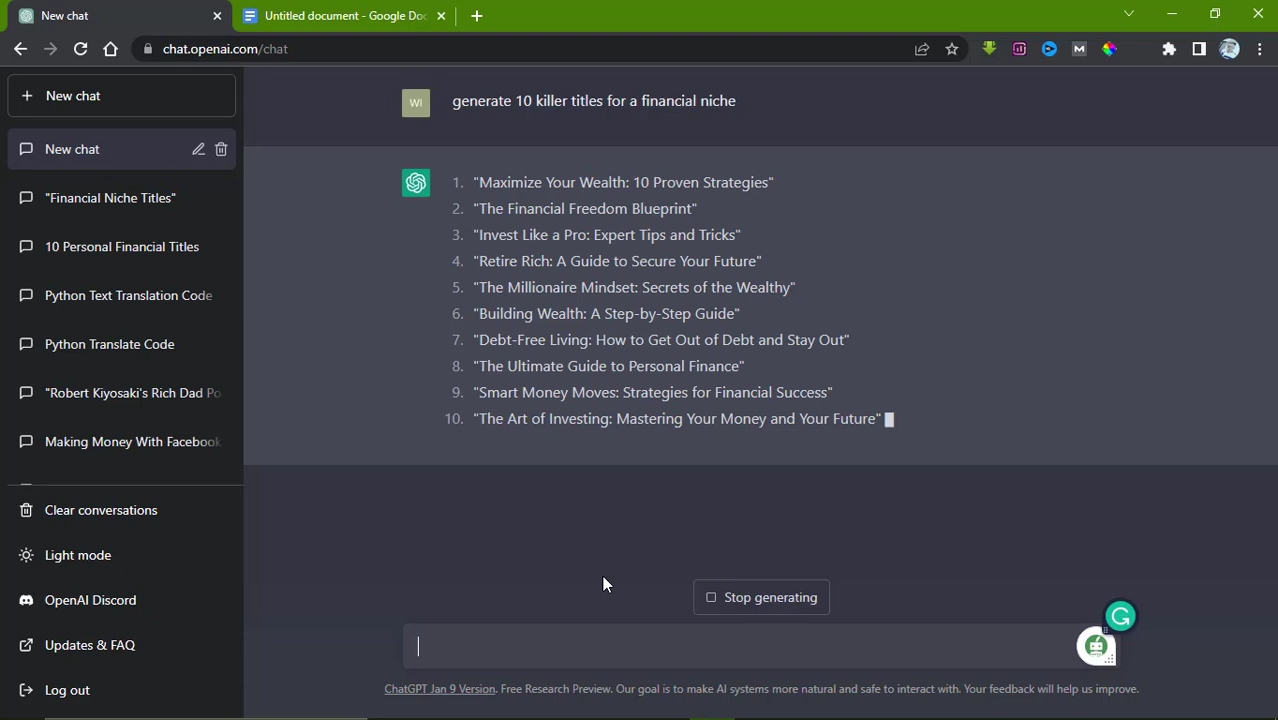 New chat
Untitled document - Google Doc
chat.openai.com/chat
New chat
New chat
"Financial Niche Titles"
10 Personal Financial Titles
Python Text Translation Code
Python Translate Code
"Robert Kiyosaki's Rich Dad Po
Making Money With Facebook
Clear conversations
Light mode
OpenAI Discord
Updates & FAQ
Log out
WI
generate 10 killer titles for a financial niche
1. "Maximize Your Wealth: 10 Proven Strategies"
2. "The Financial Freedom Blueprint"
3. "Invest Like a Pro: Expert Tips and Tricks"
4. "Retire Rich: A Guide to Secure Your Future"
5. "The Millionaire Mindset: Secrets of the Wealthy"
6. "Building Wealth: A Step-by-Step Guide"
7. "Debt-Free Living: How to Get Out of Debt and Stay Out"
8. "The Ultimate Guide to Personal Finance"
9. "Smart Money Moves: Strategies for Financial Success"
10. "The Art of Investing: Mastering Your Money and Your Future"
Stop generating
ChatGPT Jan 9 Version. Free Research Preview. Our goal is to make AI systems more natural and safe to interact with. Your feedback will help us improve.